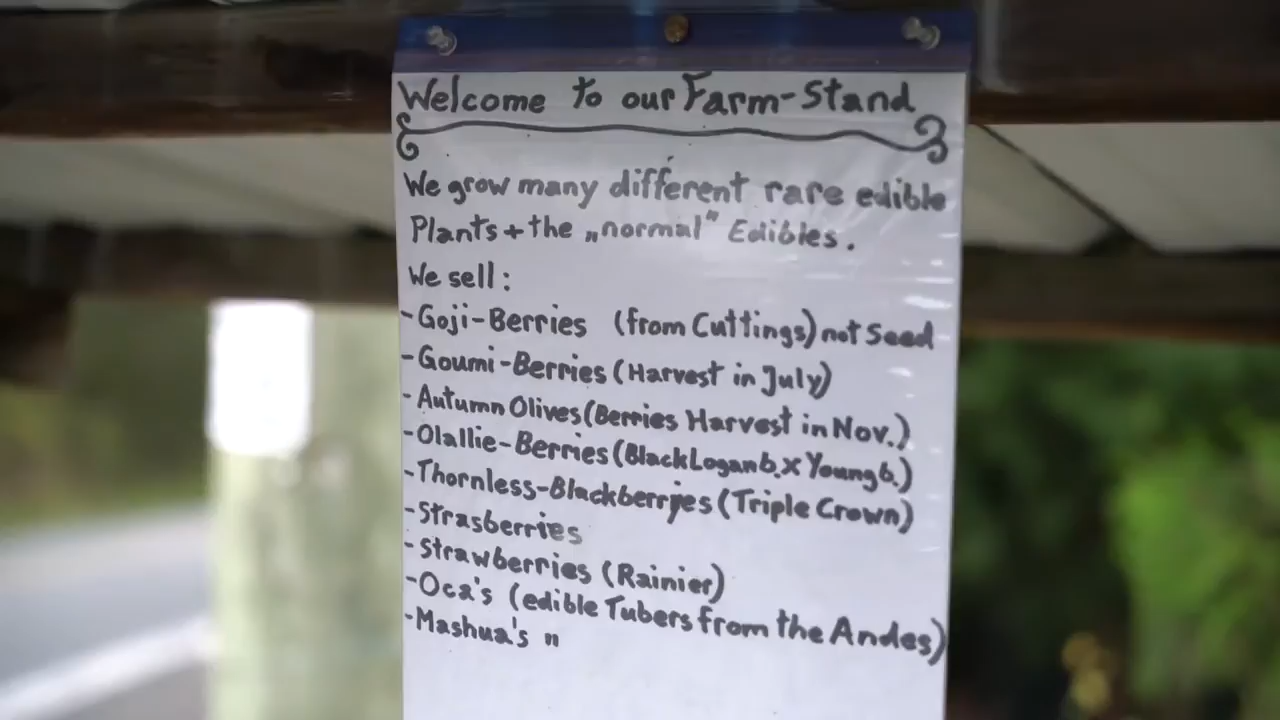 Welcome to our Farm-Stand
We grow many different rare edible
Plants + the „normal" Edibles.
We sell:
-Goji-Berries (from Cuttings) not Seed
-Goumi-Berries (Harvest in July)
-Autumn Olives (Berries Harvest in Nov.)
-Olallie-Berries (Black Loganb. x Youngb.)
-Thornless-Blackberries (Triple Crown)
-Strasberries
-Strawberries (Rainier)
-Oca's (edible Tubers from the Andes)
-Mashua's "